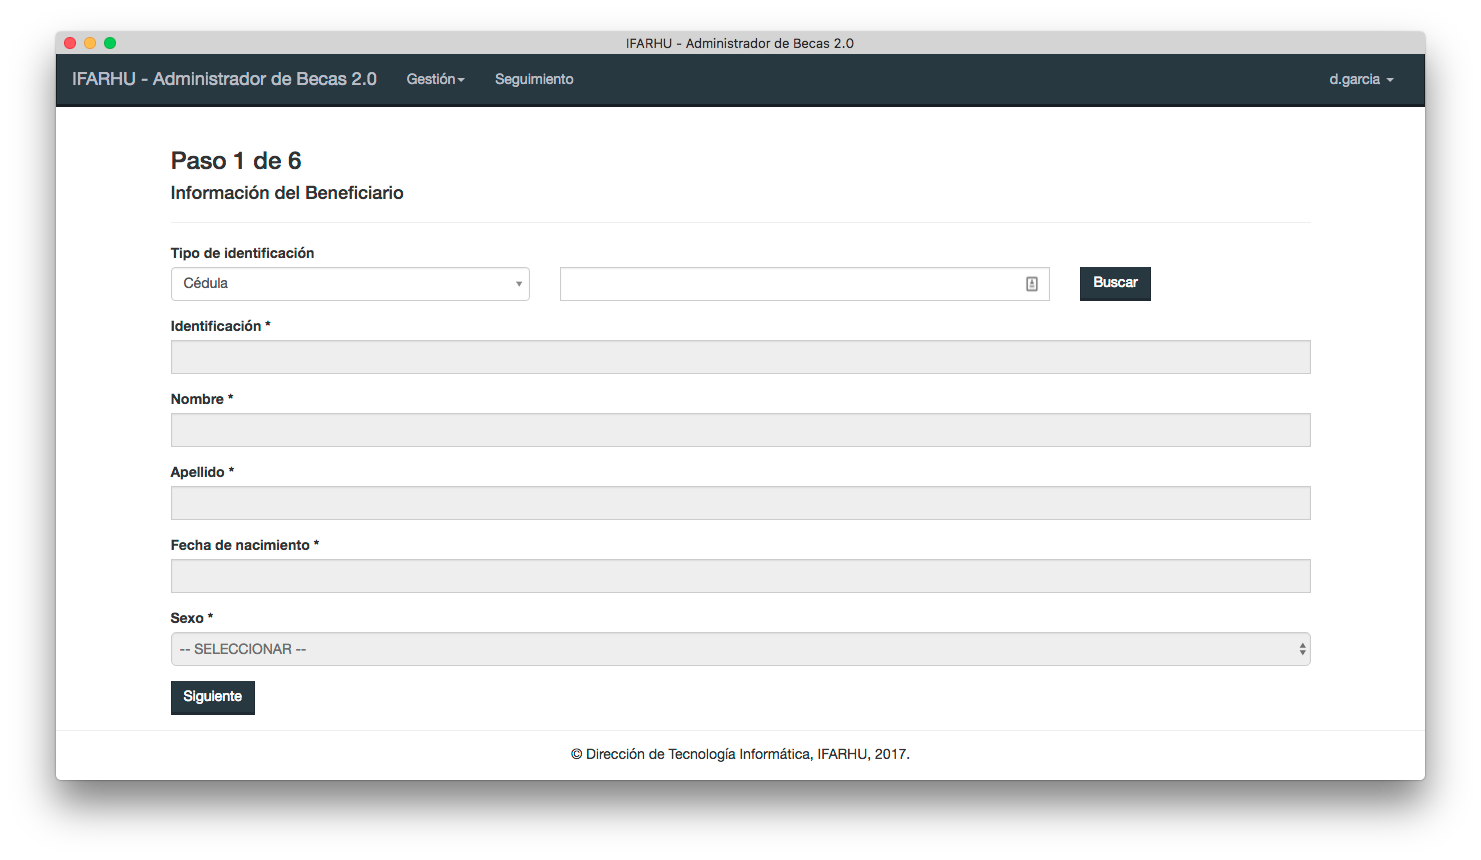 IFARHU - Administrador de Becas 2.0
IFARHU - Administrador de Becas 2.0 Gestión Seguimiento d.garcia
Paso 1 de 6
Información del Beneficiario
Tipo de identificación
Cédula
Buscar
Identificación *
Nombre *
Apellido *
Fecha de nacimiento *
Sexo *
-- SELECCIONAR --
Siguiente
© Dirección de Tecnología Informática, IFARHU, 2017.